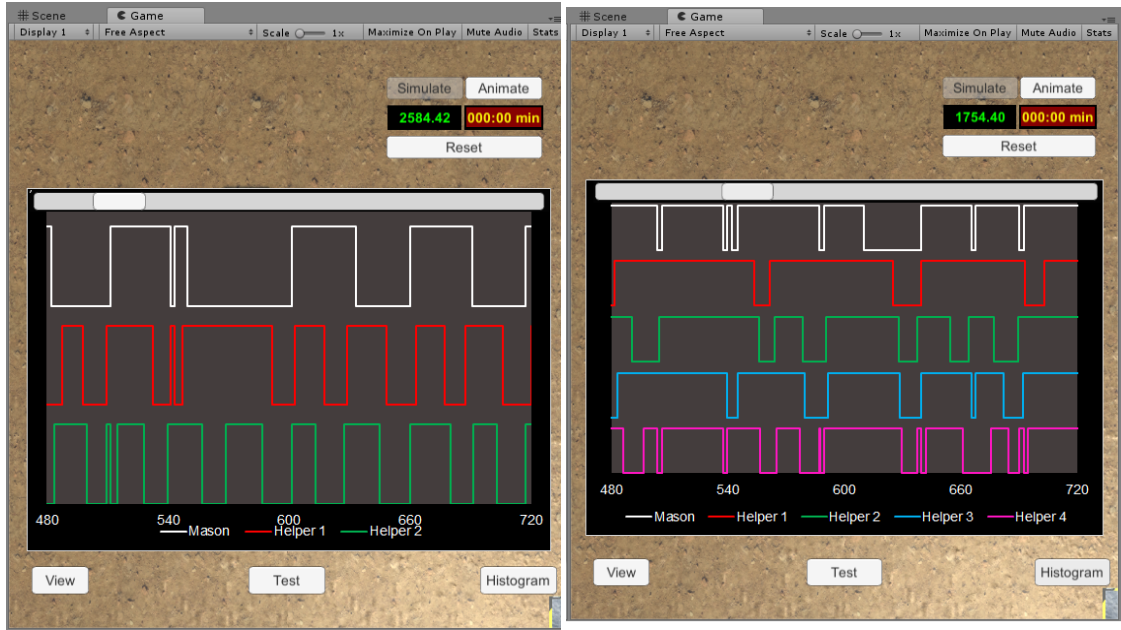 Scene Game
Display 1 Free Aspect Scale 1x Maximize On Play Mute Audio Stats
Simulate Animate
2584.42 000:00 min
Reset
480 540 600 660 720
Mason Helper 1 Helper 2
View Test Histogram
Scene Game
Display 1 Free Aspect Scale 1x Maximize On Play Mute Audio Stats
Simulate Animate
1754.40 000:00 min
Reset
480 540 600 660 720
Mason Helper 1 Helper 2 Helper 3 Helper 4
View Test Histogram